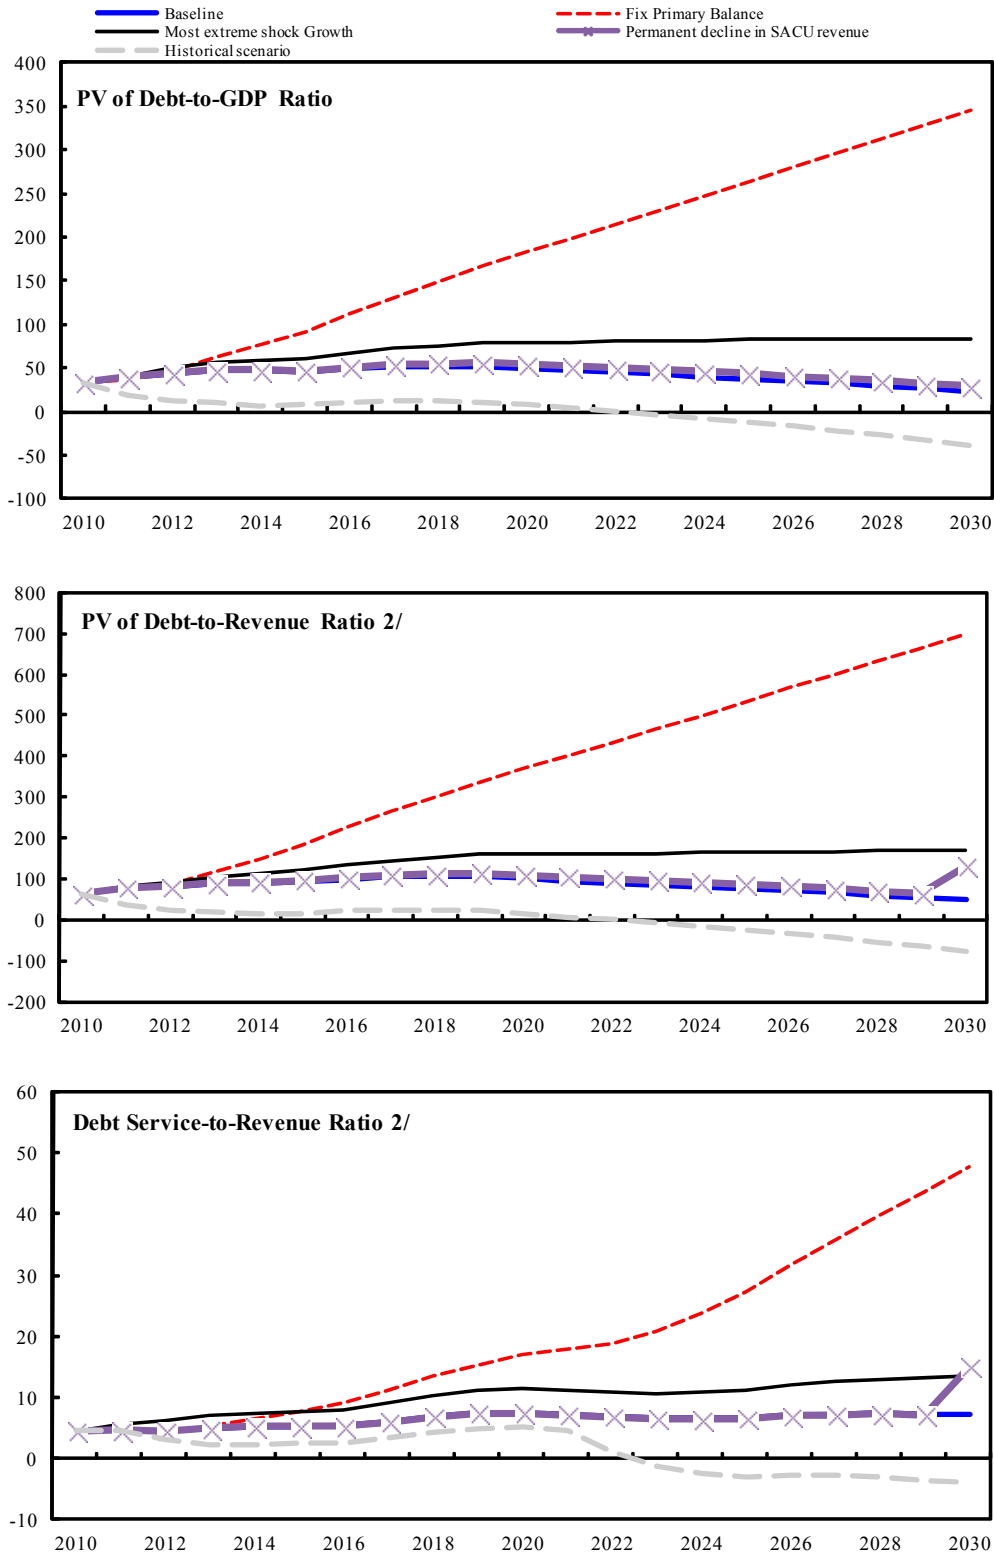 Baseline
Fix Primary Balance
Most extreme shock Growth
Permanent decline in SACU revenue
Historical scenario
PV of Debt-to-GDP Ratio
400
350
300
250
200
150
100
50
0
-50
-100
2010 2012 2014 2016 2018 2020 2022 2024 2026 2028 2030
PV of Debt-to-Revenue Ratio 2/
800
700
600
500
400
300
200
100
0
-100
-200
2010 2012 2014 2016 2018 2020 2022 2024 2026 2028 2030
Debt Service-to-Revenue Ratio 2/
60
50
40
30
20
10
0
-10
2010 2012 2014 2016 2018 2020 2022 2024 2026 2028 2030